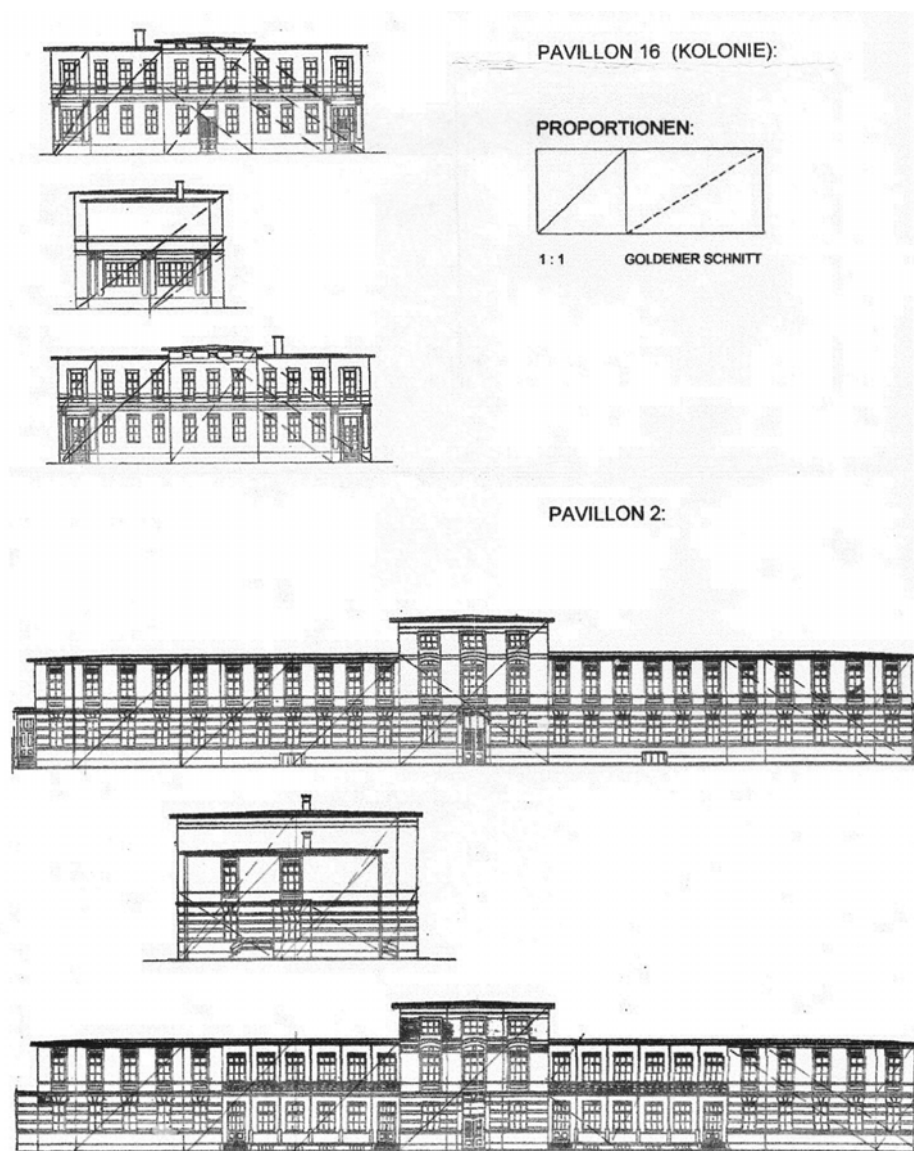 PAVILLON 16 (KOLONIE):
PROPORTIONEN:
1 : 1 GOLDENER SCHNITT
PAVILLON 2: